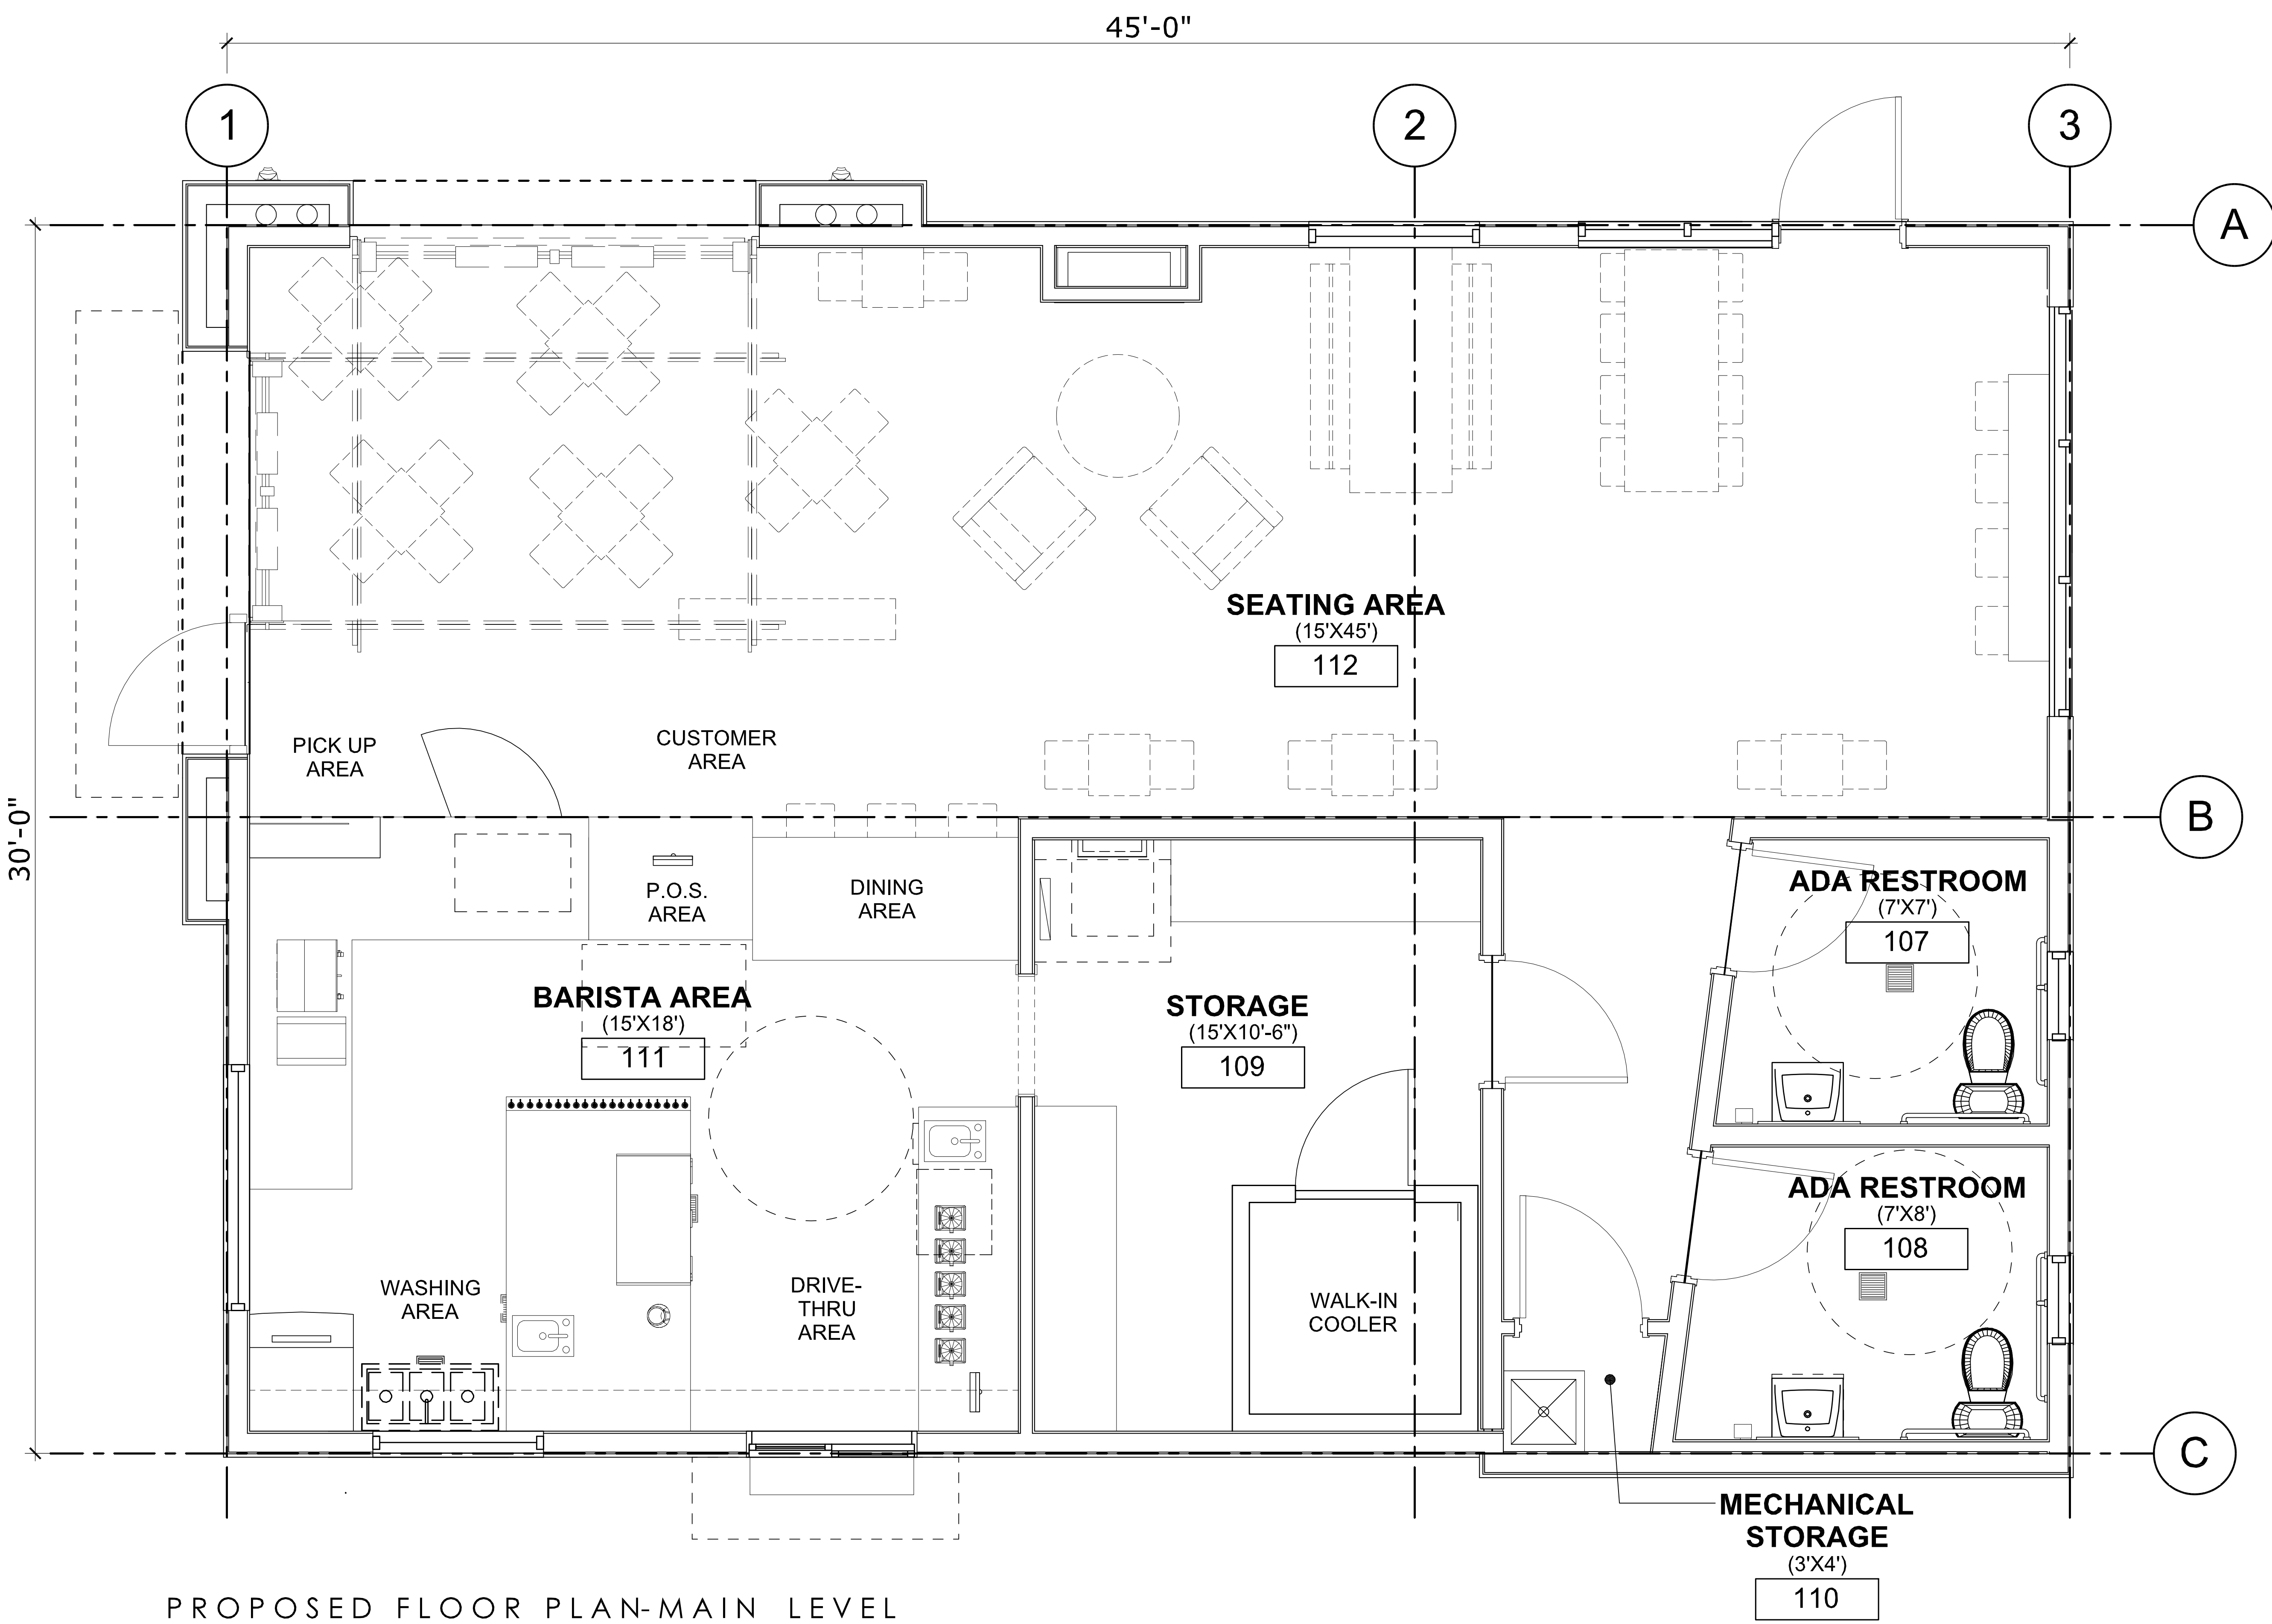 45'-0"
1
2
3
A
SEATING AREA
(15'X45')
112
PICK UP
AREA
CUSTOMER
AREA
30'-0"
B
P.O.S.
AREA
DINING
AREA
ADA RESTROOM
(7'X7')
107
BARISTA AREA
(15'X18')
111
STORAGE
(15'X10'-6")
109
ADA RESTROOM
(7'X8')
108
WASHING
AREA
DRIVE-
THRU
AREA
WALK-IN
COOLER
C
MECHANICAL
STORAGE
(3'X4')
110
PROPOSED FLOOR PLAN-MAIN LEVEL